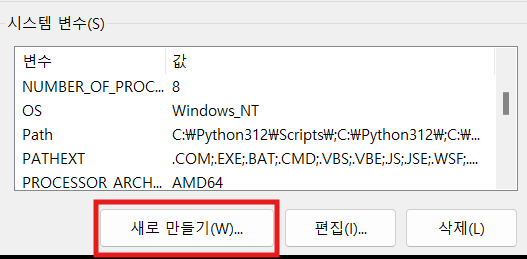 시스템 변수(S)
변수 값
NUMBER_OF_PROC... 8
OS Windows_NT
Path C:₩Python312₩Scripts₩;C:₩Python312₩;C:₩...
PATHEXT .COM;.EXE;.BAT;.CMD;.VBS;.VBE;.JS;.JSE;.WSF;....
PROCESSOR_ARCH... AMD64
새로 만들기(W)... 편집(I)... 삭제(L)